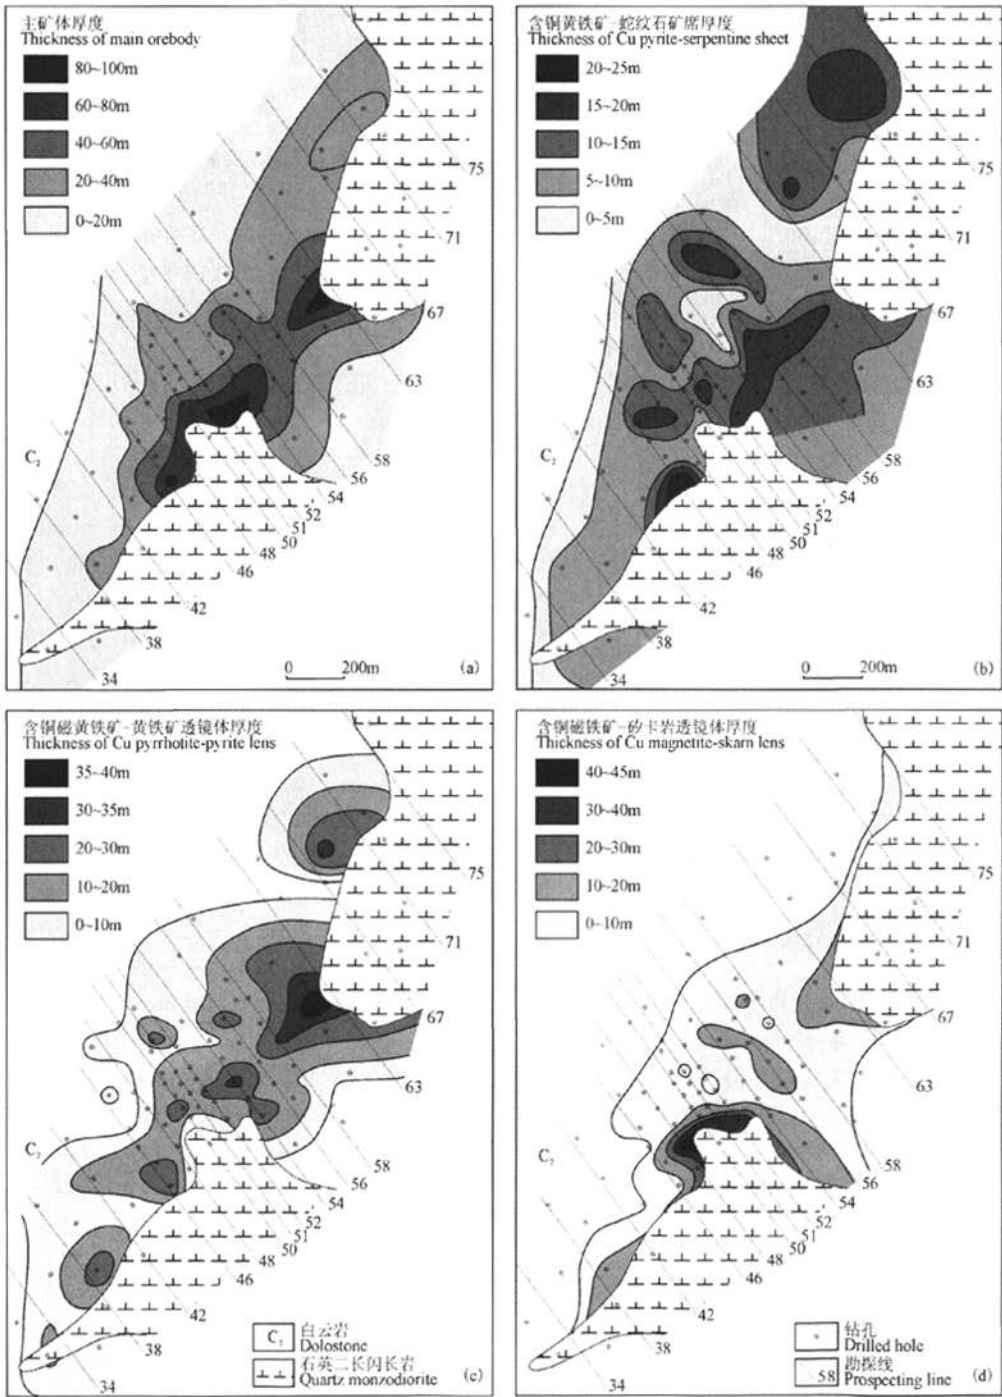 主矿体厚度
Thickness of main orebody
80~100m
60~80m
40~60m
20~40m
0~20m
75
71
67
63
58
56
54
52
51
50
48
46
42
38
34
C₂
0 200m
(a)
含铜黄铁矿-蛇纹石矿席厚度
Thickness of Cu pyrite-serpentine sheet
20~25m
15~20m
10~15m
5~10m
0~5m
75
71
67
63
58
56
54
52
51
50
48
46
42
38
34
C₂
0 200m
(b)
含铜磁黄铁矿-黄铁矿透镜体厚度
Thickness of Cu pyrrhotite-pyrite lens
35~40m
30~35m
20~30m
10~20m
0~10m
75
71
67
63
58
56
54
52
51
50
48
46
42
38
34
C₂
C₂ 白云岩
Dolostone
石英二长闪长岩
Quartz monzodiorite
(c)
含铜磁铁矿-矽卡岩透镜体厚度
Thickness of Cu magnetite-skarn lens
40~45m
30~40m
20~30m
10~20m
0~10m
75
71
67
63
58
56
54
52
51
50
48
46
42
38
34
C₂
钻孔
Drilled hole
58 勘探线
Prospecting line
(d)